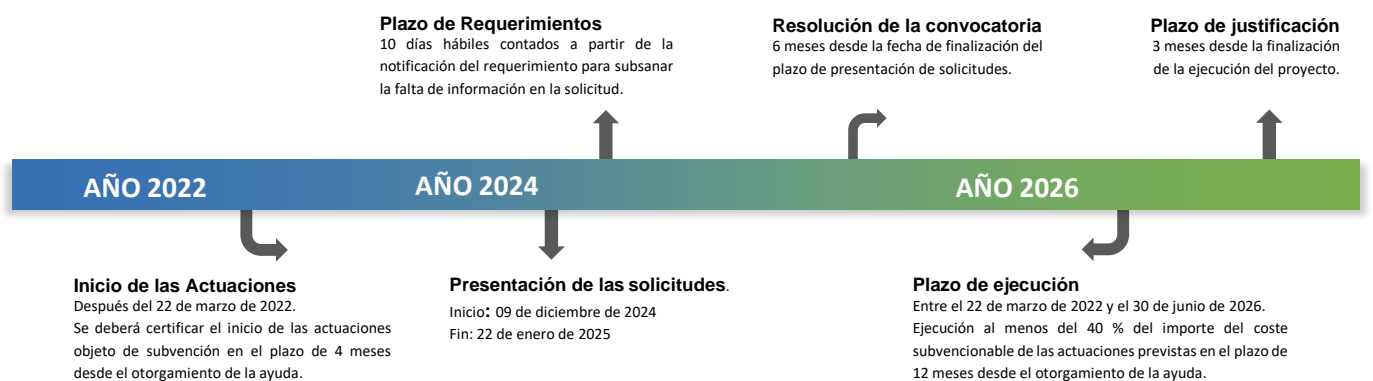 Plazo de Requerimientos
10 días hábiles contados a partir de la
notificación del requerimiento para subsanar
la falta de información en la solicitud.
Resolución de la convocatoria
6 meses desde la fecha de finalización del
plazo de presentación de solicitudes.
Plazo de justificación
3 meses desde la finalización
de la ejecución del proyecto.
AÑO 2022
AÑO 2024
AÑO 2026
Inicio de las Actuaciones
Después del 22 de marzo de 2022.
Se deberá certificar el inicio de las actuaciones
objeto de subvención en el plazo de 4 meses
desde el otorgamiento de la ayuda.
Presentación de las solicitudes.
Inicio: 09 de diciembre de 2024
Fin: 22 de enero de 2025
Plazo de ejecución
Entre el 22 de marzo de 2022 y el 30 de junio de 2026.
Ejecución al menos del 40 % del importe del coste
subvencionable de las actuaciones previstas en el plazo de
12 meses desde el otorgamiento de la ayuda.